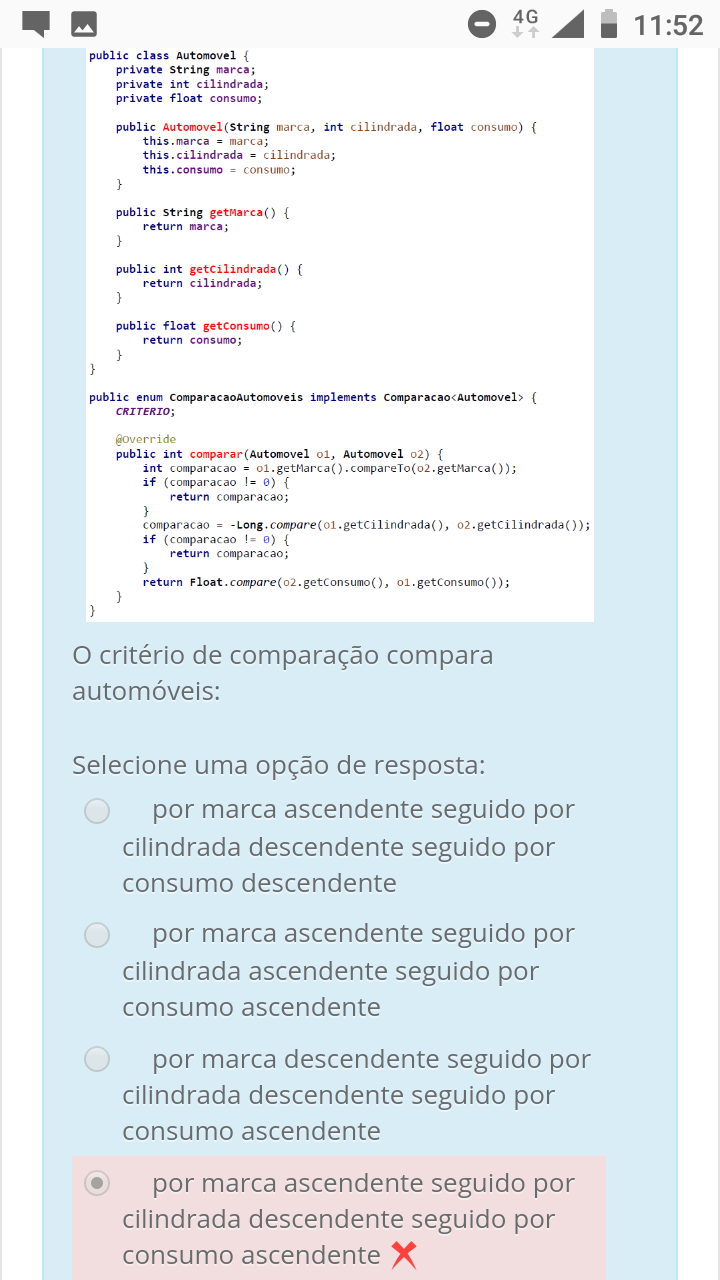 4G 11:52
public class Automovel {
private String marca;
private int cilindrada;
private float consumo;
public Automovel(String marca, int cilindrada, float consumo) {
this.marca = marca;
this.cilindrada = cilindrada;
this.consumo = consumo;
}
public String getMarca() {
return marca;
}
public int getCilindrada() {
return cilindrada;
}
public float getConsumo() {
return consumo;
}
}
public enum ComparacaoAutomoveis implements Comparacao<Automovel> {
CRITERIO;
@Override
public int comparar(Automovel o1, Automovel o2) {
int comparacao = o1.getMarca().compareTo(o2.getMarca());
if (comparacao != 0) {
return comparacao;
}
comparacao = -Long.compare(o1.getCilindrada(), o2.getCilindrada());
if (comparacao != 0) {
return comparacao;
}
return Float.compare(o2.getConsumo(), o1.getConsumo());
}
}
O critério de comparação compara
automóveis:
Selecione uma opção de resposta:
por marca ascendente seguido por
cilindrada descendente seguido por
consumo descendente
por marca ascendente seguido por
cilindrada ascendente seguido por
consumo ascendente
por marca descendente seguido por
cilindrada descendente seguido por
consumo ascendente
por marca ascendente seguido por
cilindrada descendente seguido por
consumo ascendente